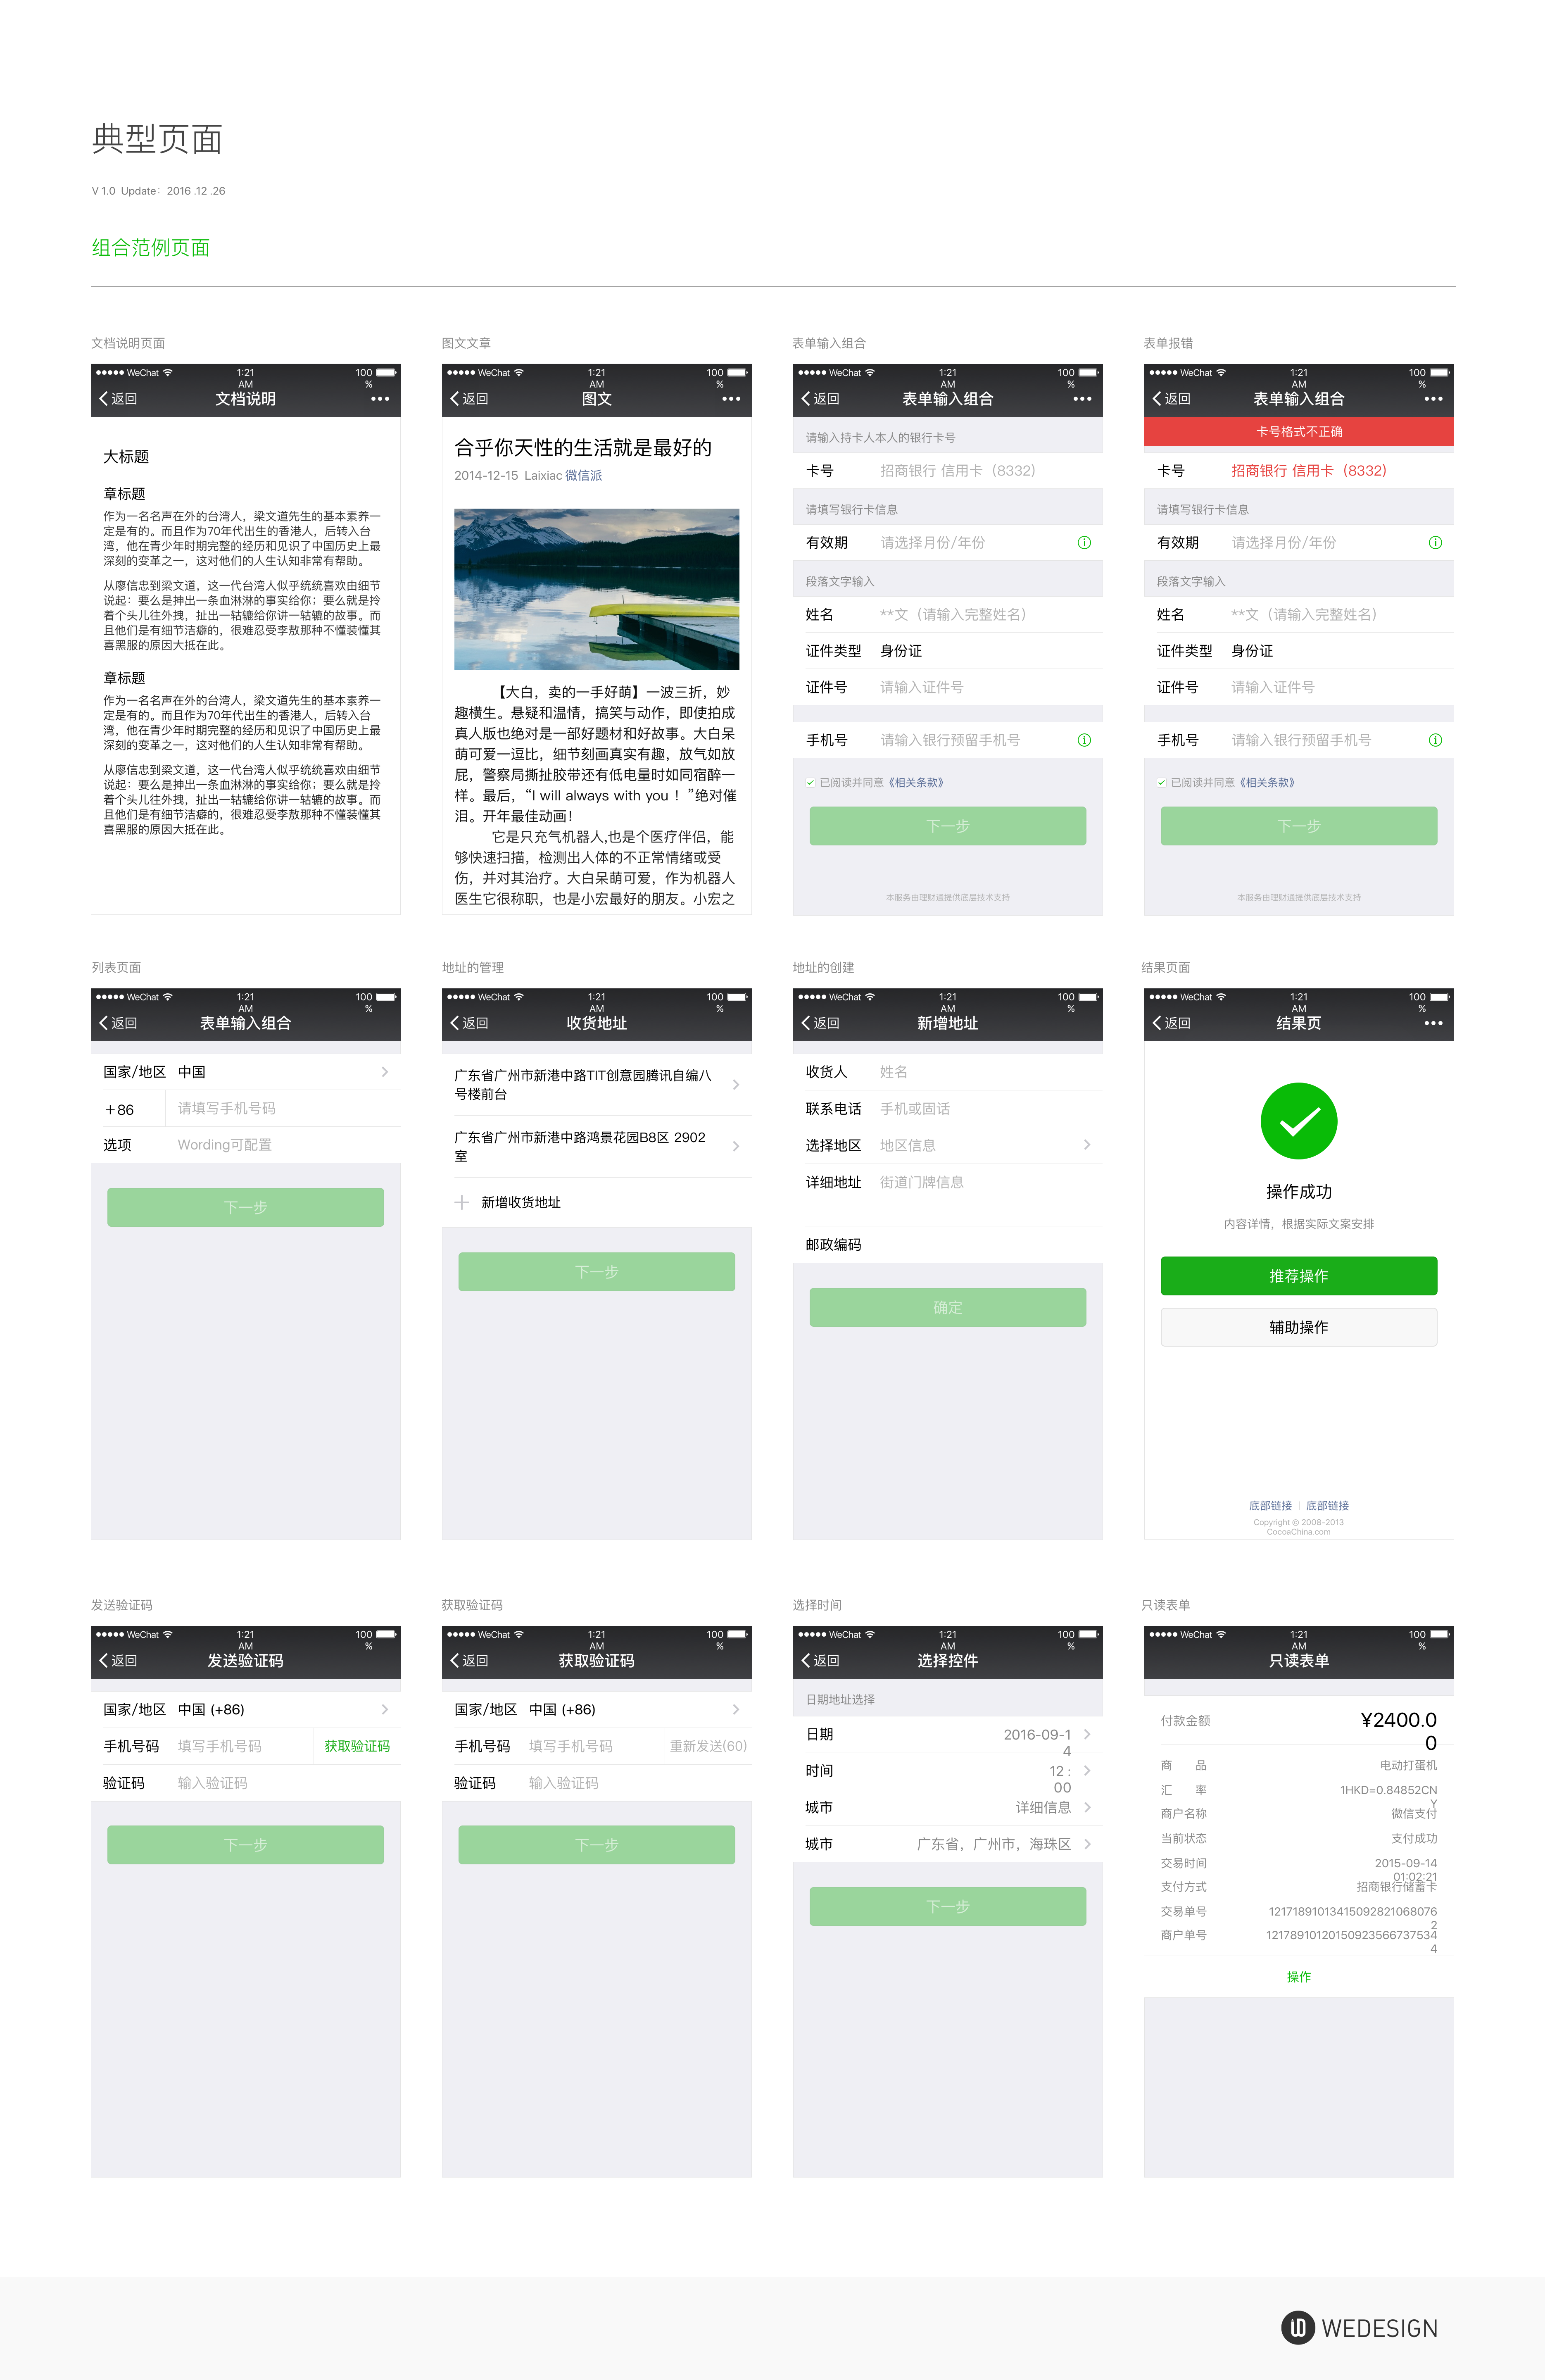 典型页面
V 1.0 Update：2016 .12 .26
组合范例页面
文档说明页面
WeChat 1:21 AM 100 %
返回 文档说明
大标题
章标题
作为一名名声在外的台湾人，梁文道先生的基本素养一
定是有的。而且作为70年代出生的香港人，后转入台
湾，他在青少年时期完整的经历和见识了中国历史上最
深刻的变革之一，这对他们的人生认知非常有帮助。
从廖信忠到梁文道，这一代台湾人似乎统统喜欢由细节
说起：要么是抻出一条血淋淋的事实给你；要么就是拎
着个头儿往外拽，扯出一轱辘给你讲一轱辘的故事。而
且他们是有细节洁癖的，很难忍受李敖那种不懂装懂其
喜黑服的原因大抵在此。
章标题
作为一名名声在外的台湾人，梁文道先生的基本素养一
定是有的。而且作为70年代出生的香港人，后转入台
湾，他在青少年时期完整的经历和见识了中国历史上最
深刻的变革之一，这对他们的人生认知非常有帮助。
从廖信忠到梁文道，这一代台湾人似乎统统喜欢由细节
说起：要么是抻出一条血淋淋的事实给你；要么就是拎
着个头儿往外拽，扯出一轱辘给你讲一轱辘的故事。而
且他们是有细节洁癖的，很难忍受李敖那种不懂装懂其
喜黑服的原因大抵在此。
图文文章
WeChat 1:21 AM 100 %
返回 图文
合乎你天性的生活就是最好的
2014-12-15 Laixiac 微信派
【大白，卖的一手好萌】一波三折，妙
趣横生。悬疑和温情，搞笑与动作，即使拍成
真人版也绝对是一部好题材和好故事。大白呆
萌可爱一逗比，细节刻画真实有趣，放气如放
屁，警察局撕扯胶带还有低电量时如同宿醉一
样。最后，“I will always with you ！”绝对催
泪。开年最佳动画！
它是只充气机器人,也是个医疗伴侣，能
够快速扫描，检测出人体的不正常情绪或受
伤，并对其治疗。大白呆萌可爱，作为机器人
医生它很称职，也是小宏最好的朋友。小宏之
表单输入组合
WeChat 1:21 AM 100 %
返回 表单输入组合
请输入持卡人本人的银行卡号
卡号 招商银行 信用卡（8332）
请填写银行卡信息
有效期 请选择月份/年份
段落文字输入
姓名 **文（请输入完整姓名）
证件类型 身份证
证件号 请输入证件号
手机号 请输入银行预留手机号
已阅读并同意《相关条款》
下一步
本服务由理财通提供底层技术支持
表单报错
WeChat 1:21 AM 100 %
返回 表单输入组合
卡号格式不正确
卡号 招商银行 信用卡（8332）
请填写银行卡信息
有效期 请选择月份/年份
段落文字输入
姓名 **文（请输入完整姓名）
证件类型 身份证
证件号 请输入证件号
手机号 请输入银行预留手机号
已阅读并同意《相关条款》
下一步
本服务由理财通提供底层技术支持
列表页面
WeChat 1:21 AM 100 %
返回 表单输入组合
国家/地区 中国
＋86 请填写手机号码
选项 Wording可配置
下一步
地址的管理
WeChat 1:21 AM 100 %
返回 收货地址
广东省广州市新港中路TIT创意园腾讯自编八
号楼前台
广东省广州市新港中路鸿景花园B8区 2902
室
新增收货地址
下一步
地址的创建
WeChat 1:21 AM 100 %
返回 新增地址
收货人 姓名
联系电话 手机或固话
选择地区 地区信息
详细地址 街道门牌信息
邮政编码
确定
结果页面
WeChat 1:21 AM 100 %
返回 结果页
操作成功
内容详情，根据实际文案安排
推荐操作
辅助操作
底部链接 | 底部链接
Copyright © 2008-2013
CocoaChina.com
发送验证码
WeChat 1:21 AM 100 %
返回 发送验证码
国家/地区 中国 (+86)
手机号码 填写手机号码 获取验证码
验证码 输入验证码
下一步
获取验证码
WeChat 1:21 AM 100 %
返回 获取验证码
国家/地区 中国 (+86)
手机号码 填写手机号码 重新发送(60)
验证码 输入验证码
下一步
选择时间
WeChat 1:21 AM 100 %
返回 选择控件
日期地址选择
日期 2016-09-1
4
时间 12 :
00
城市 详细信息
城市 广东省，广州市，海珠区
下一步
只读表单
WeChat 1:21 AM 100 %
只读表单
付款金额 ¥2400.0
0
商 品 电动打蛋机
汇 率 1HKD=0.84852CN
Y
商户名称 微信支付
当前状态 支付成功
交易时间 2015-09-14
01:02:21
支付方式 招商银行储蓄卡
交易单号 12171891013415092821068076
2
商户单号 12178910120150923566737534
4
操作
WEDESIGN